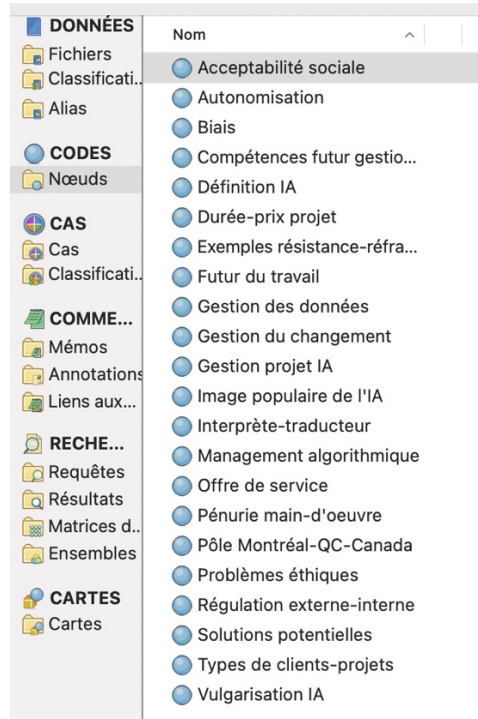 DONNÉES
Fichiers
Classificati..
Alias
CODES
Nœuds
CAS
Cas
Classificati..
COMME...
Mémos
Annotations
Liens aux...
RECHE...
Requêtes
Résultats
Matrices d..
Ensembles
CARTES
Cartes
Nom
Acceptabilité sociale
Autonomisation
Biais
Compétences futur gestio...
Définition IA
Durée-prix projet
Exemples résistance-réfra...
Futur du travail
Gestion des données
Gestion du changement
Gestion projet IA
Image populaire de l'IA
Interprète-traducteur
Management algorithmique
Offre de service
Pénurie main-d'oeuvre
Pôle Montréal-QC-Canada
Problèmes éthiques
Régulation externe-interne
Solutions potentielles
Types de clients-projets
Vulgarisation IA